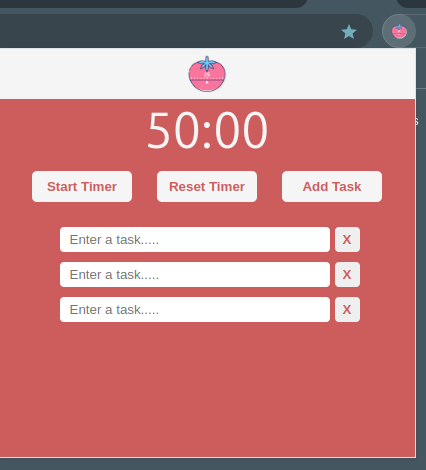 50:00
Start Timer Reset Timer Add Task
Enter a task..... X
Enter a task..... X
Enter a task..... X
s